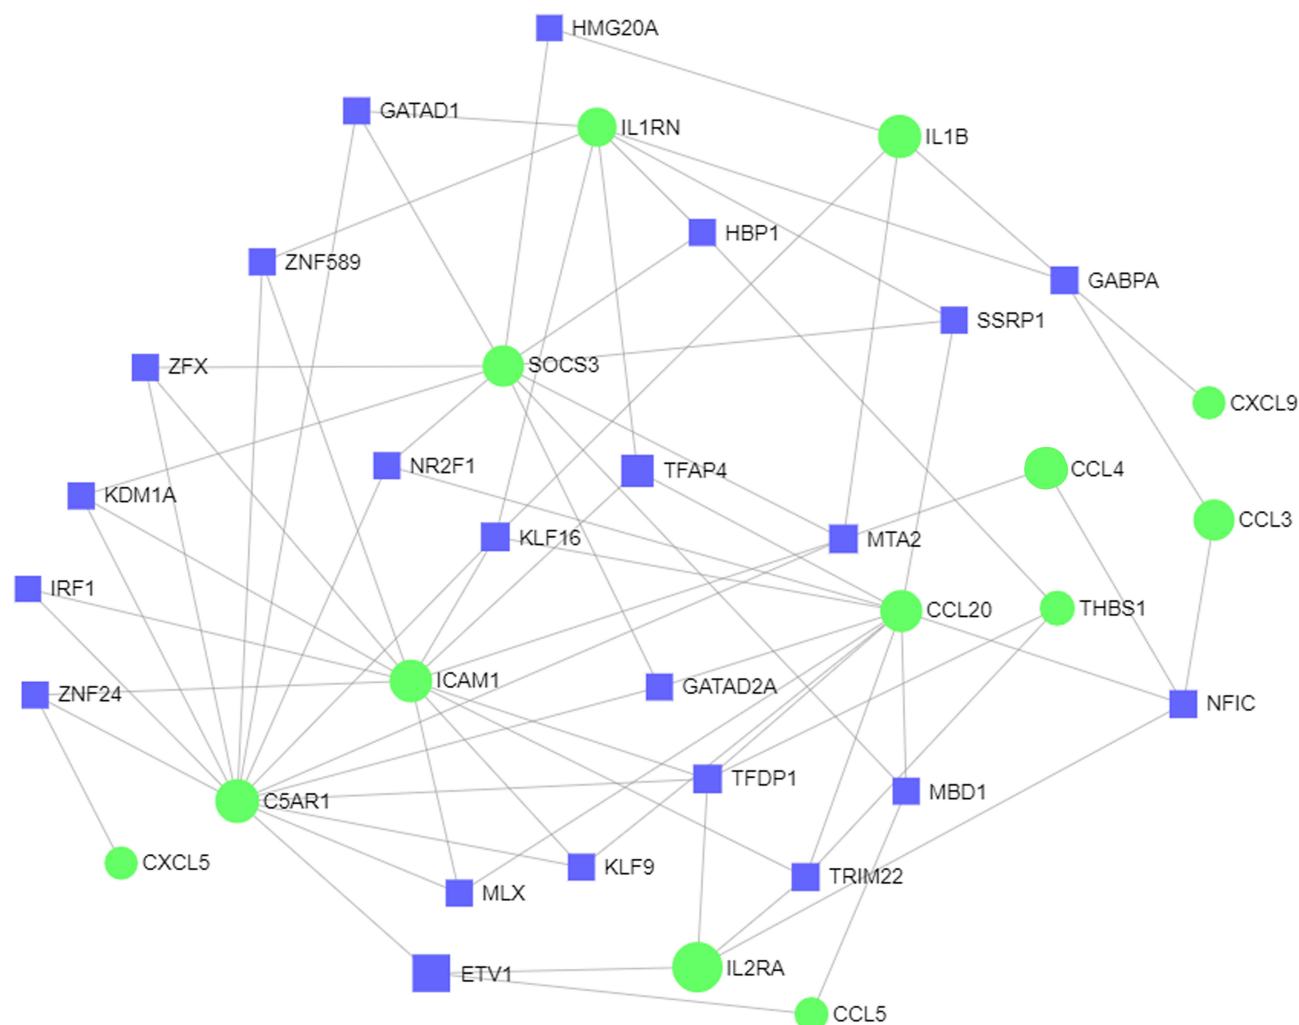 HMG20A
GATAD1
IL1RN
IL1B
HBP1
ZNF589
GABPA
SSRP1
SOCS3
ZFX
CXCL9
NR2F1
TFAP4
CCL4
KDM1A
CCL3
KLF16
MTA2
IRF1
CCL20
THBS1
ICAM1
GATAD2A
ZNF24
NFIC
TFDP1
MBD1
C5AR1
CXCL5
KLF9
TRIM22
MLX
IL2RA
ETV1
CCL5